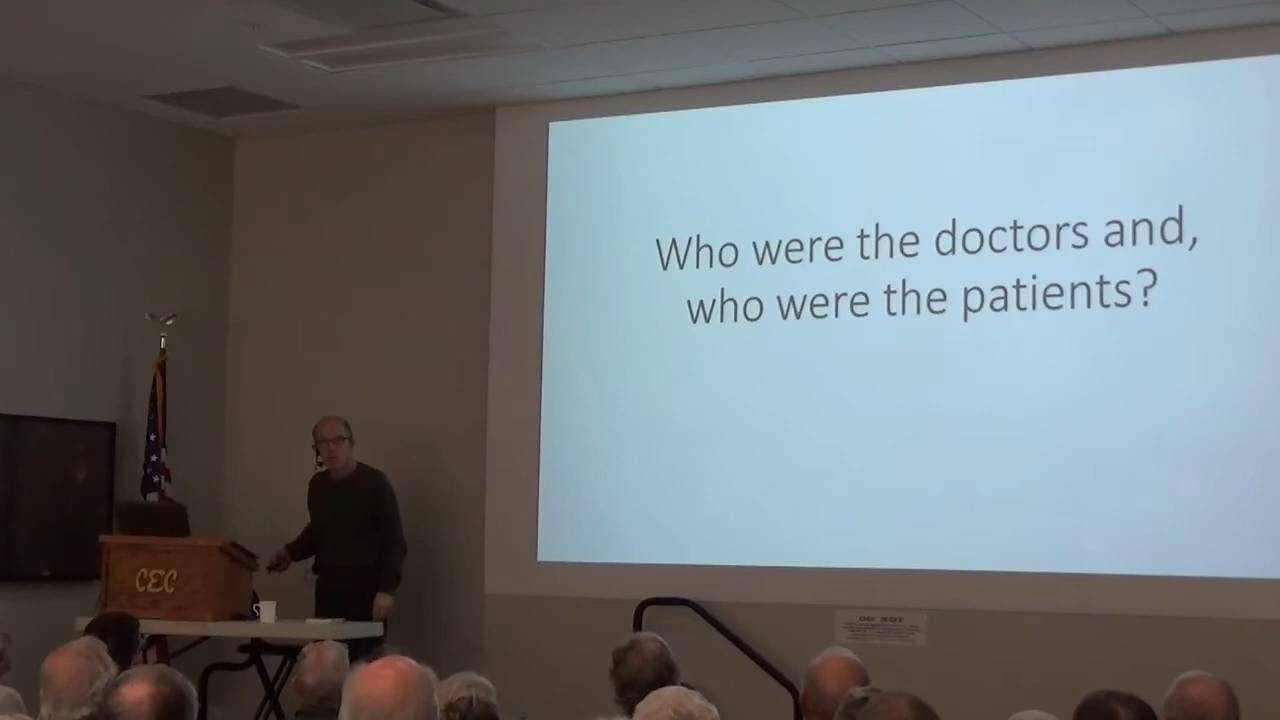 Who were the doctors and,
who were the patients?
CEC
DO NOT